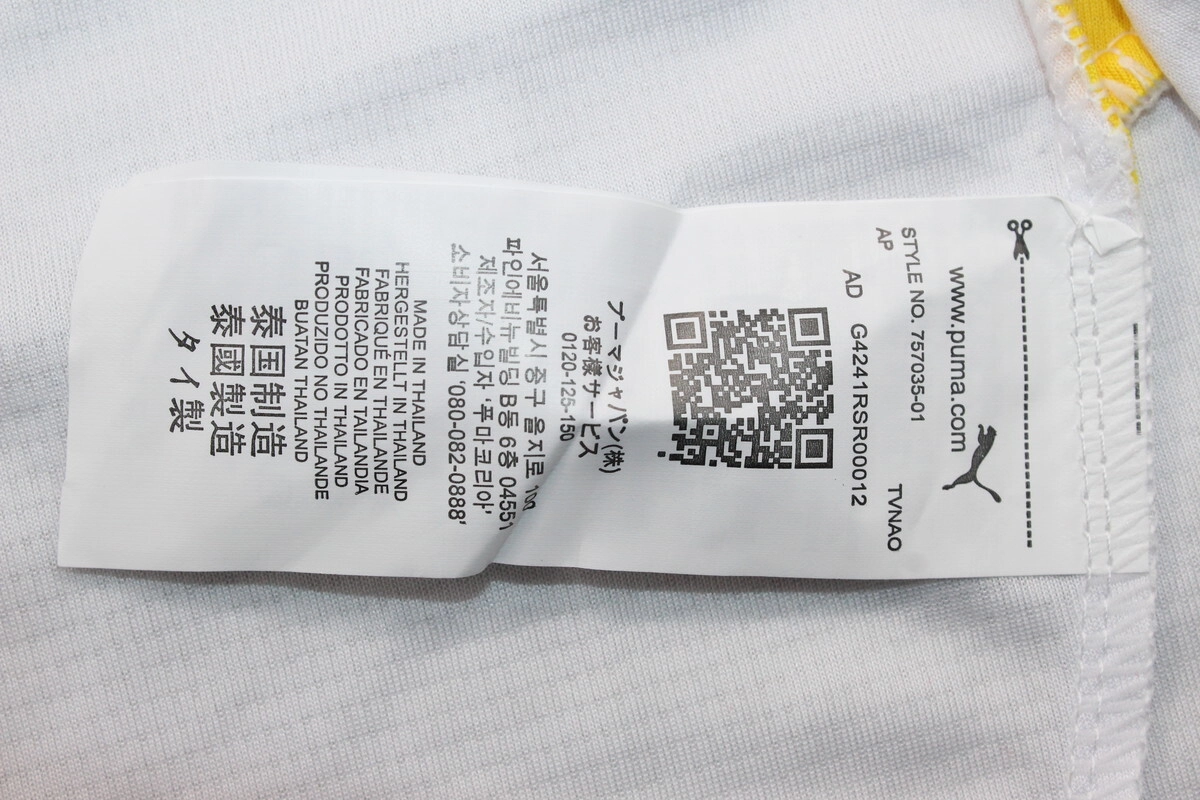 www.puma.com
STYLE NO. 757035-01
AP TVNAO
AD G4241RSR00012
プーマジャパン(株)
お客様サービス
0120-125-150
서울특별시 중구 을지로 100
파인에비뉴빌딩 B동 6층 04551
제조자/수입자 '푸마코리아'
소비자상담실 '080-082-0888'
MADE IN THAILAND
HERGESTELLT IN THAILAND
FABRIQUÉ EN THAILANDE
FABRICADO EN TAILANDIA
PRODOTTO IN THAILAND
PRODUZIDO NO THAILANDE
BUATAN THAILAND
泰国制造
泰國製造
タイ製